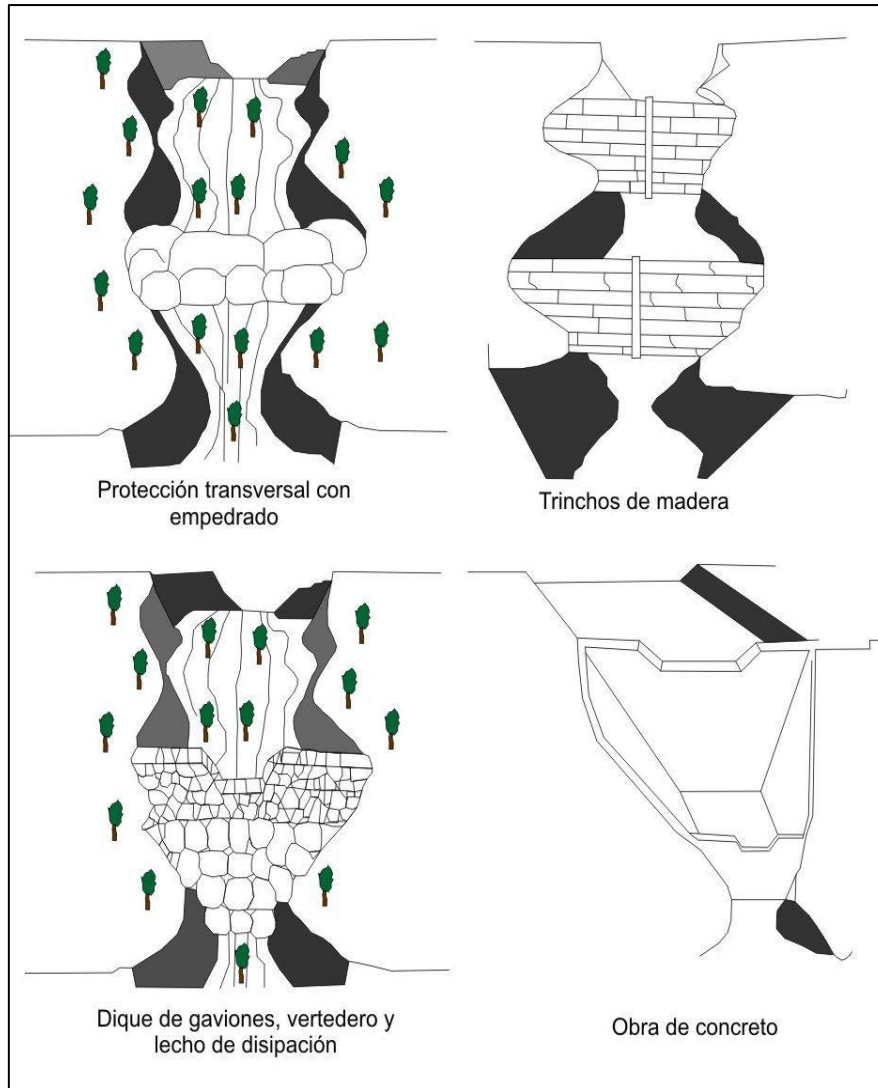 Protección transversal con
empedrado
Trinchos de madera
Dique de gaviones, vertedero y
lecho de disipación
Obra de concreto